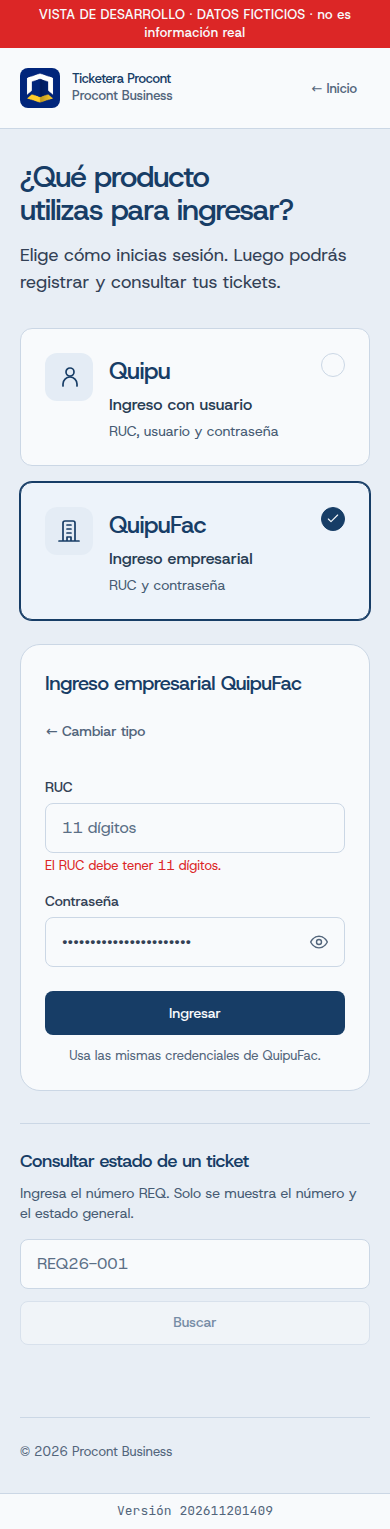 VISTA DE DESARROLLO · DATOS FICTICIOS · no es
información real
Ticketera Procont
Procont Business
← Inicio
¿Qué producto
utilizas para ingresar?
Elige cómo inicias sesión. Luego podrás
registrar y consultar tus tickets.
Quipu
Ingreso con usuario
RUC, usuario y contraseña
QuipuFac
Ingreso empresarial
RUC y contraseña
Ingreso empresarial QuipuFac
← Cambiar tipo
RUC
11 dígitos
El RUC debe tener 11 dígitos.
Contraseña
•••••••••••••••••••••••
Ingresar
Usa las mismas credenciales de QuipuFac.
Consultar estado de un ticket
Ingresa el número REQ. Solo se muestra el número y
el estado general.
REQ26-001
Buscar
© 2026 Procont Business
Versión 202611201409